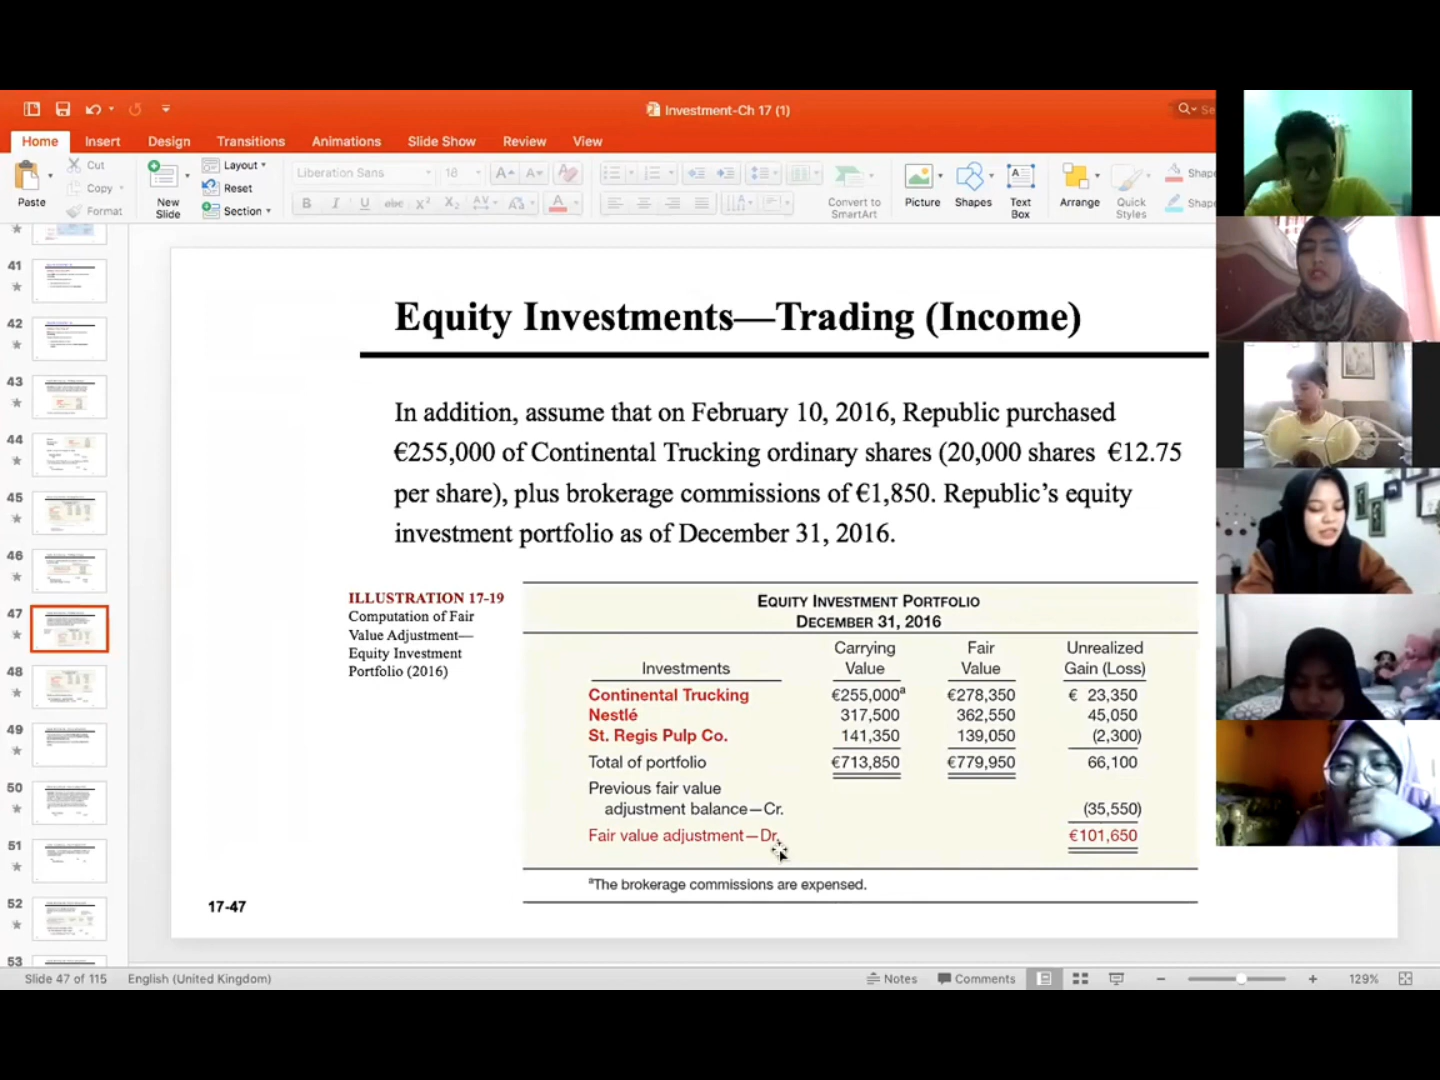 Investment-Ch 17 (1)
Se
Home Insert Design Transitions Animations Slide Show Review View
Paste
Cut
Copy
Format
New Slide
Layout
Reset
Section
Liberation Sans 18
B I U abc X² X₂ AV
Convert to SmartArt
Picture
Shapes
Text Box
Arrange
Quick Styles
Shape
Shape
41
42
43
44
45
46
47
48
49
50
51
52
53
Equity Investments—Trading (Income)
In addition, assume that on February 10, 2016, Republic purchased
€255,000 of Continental Trucking ordinary shares (20,000 shares €12.75
per share), plus brokerage commissions of €1,850. Republic's equity
investment portfolio as of December 31, 2016.
ILLUSTRATION 17-19
Computation of Fair
Value Adjustment—
Equity Investment
Portfolio (2016)
EQUITY INVESTMENT PORTFOLIO
DECEMBER 31, 2016
Investments Carrying Value Fair Value Unrealized Gain (Loss)
Continental Trucking €255,000ª €278,350 € 23,350
Nestlé 317,500 362,550 45,050
St. Regis Pulp Co. 141,350 139,050 (2,300)
Total of portfolio €713,850 €779,950 66,100
Previous fair value
adjustment balance—Cr. (35,550)
Fair value adjustment—Dr. €101,650
ªThe brokerage commissions are expensed.
17-47
Slide 47 of 115 English (United Kingdom) Notes Comments 129%